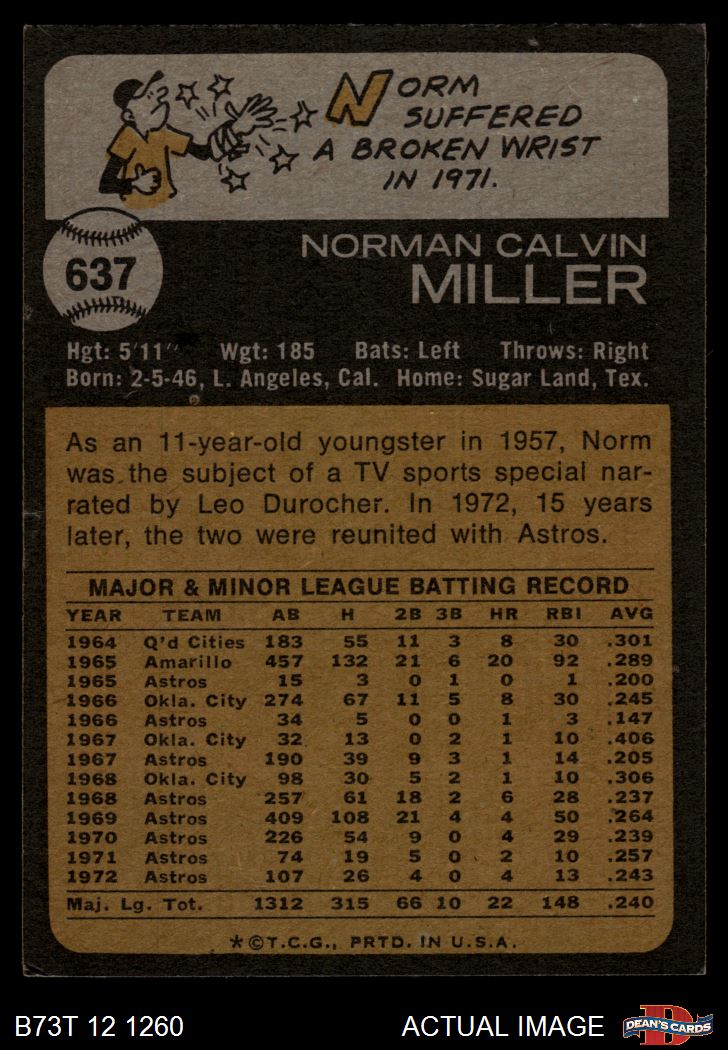 NORM
SUFFERED
A BROKEN WRIST
IN 1971.
637
NORMAN CALVIN
MILLER
Hgt: 5'11" Wgt: 185 Bats: Left Throws: Right
Born: 2-5-46, L. Angeles, Cal. Home: Sugar Land, Tex.
As an 11-year-old youngster in 1957, Norm
was the subject of a TV sports special nar-
rated by Leo Durocher. In 1972, 15 years
later, the two were reunited with Astros.
MAJOR & MINOR LEAGUE BATTING RECORD
YEAR TEAM AB H 2B 3B HR RBI AVG
1964 Q'd Cities 183 55 11 3 8 30 .301
1965 Amarillo 457 132 21 6 20 92 .289
1965 Astros 15 3 0 1 0 1 .200
1966 Okla. City 274 67 11 5 8 30 .245
1966 Astros 34 5 0 0 1 3 .147
1967 Okla. City 32 13 0 2 1 10 .406
1967 Astros 190 39 9 3 1 14 .205
1968 Okla. City 98 30 5 2 1 10 .306
1968 Astros 257 61 18 2 6 28 .237
1969 Astros 409 108 21 4 4 50 .264
1970 Astros 226 54 9 0 4 29 .239
1971 Astros 74 19 5 0 2 10 .257
1972 Astros 107 26 4 0 4 13 .243
Maj. Lg. Tot. 1312 315 66 10 22 148 .240
*©T.C.G., PRTD. IN U.S.A.
B73T 12 1260 ACTUAL IMAGE D DEAN'S CARDS